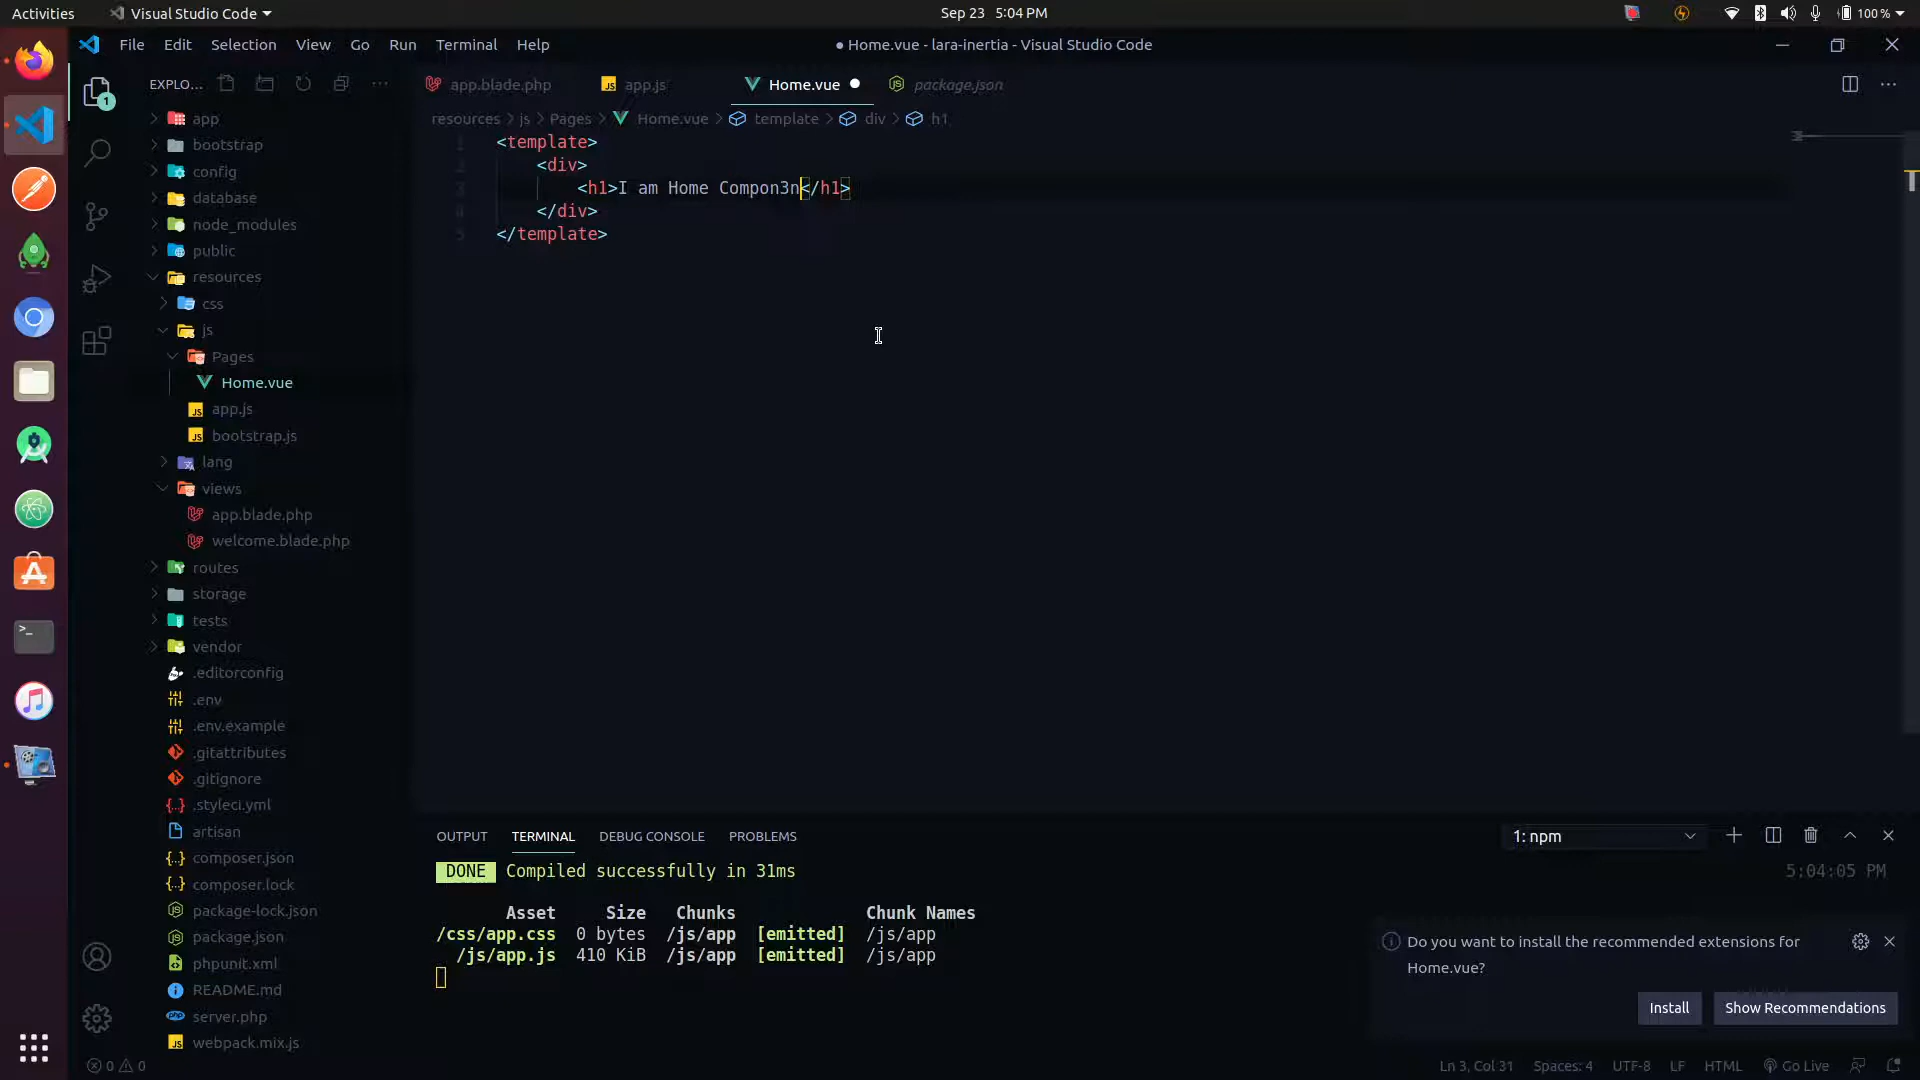 Activities
Visual Studio Code
Sep 23 5:04 PM
100 %
File Edit Selection View Go Run Terminal Help
● Home.vue - lara-inertia - Visual Studio Code
EXPLO...
app.blade.php
app.js
Home.vue
package.json
resources > js > Pages > Home.vue > template > div > h1
1 <template>
2 <div>
3 <h1>I am Home Compon3n</h1>
4 </div>
5 </template>
1
app
bootstrap
config
database
node_modules
public
resources
css
js
Pages
Home.vue
app.js
bootstrap.js
lang
views
app.blade.php
welcome.blade.php
routes
storage
tests
vendor
.editorconfig
.env
.env.example
.gitattributes
.gitignore
.styleci.yml
artisan
composer.json
composer.lock
package-lock.json
package.json
phpunit.xml
README.md
server.php
webpack.mix.js
OUTPUT TERMINAL DEBUG CONSOLE PROBLEMS
1: npm
DONE Compiled successfully in 31ms
5:04:05 PM
Asset Size Chunks Chunk Names
/css/app.css 0 bytes /js/app [emitted] /js/app
/js/app.js 410 KiB /js/app [emitted] /js/app
Do you want to install the recommended extensions for
Home.vue?
Install
Show Recommendations
0 0
Ln 3, Col 31
Spaces: 4
UTF-8
LF
HTML
Go Live